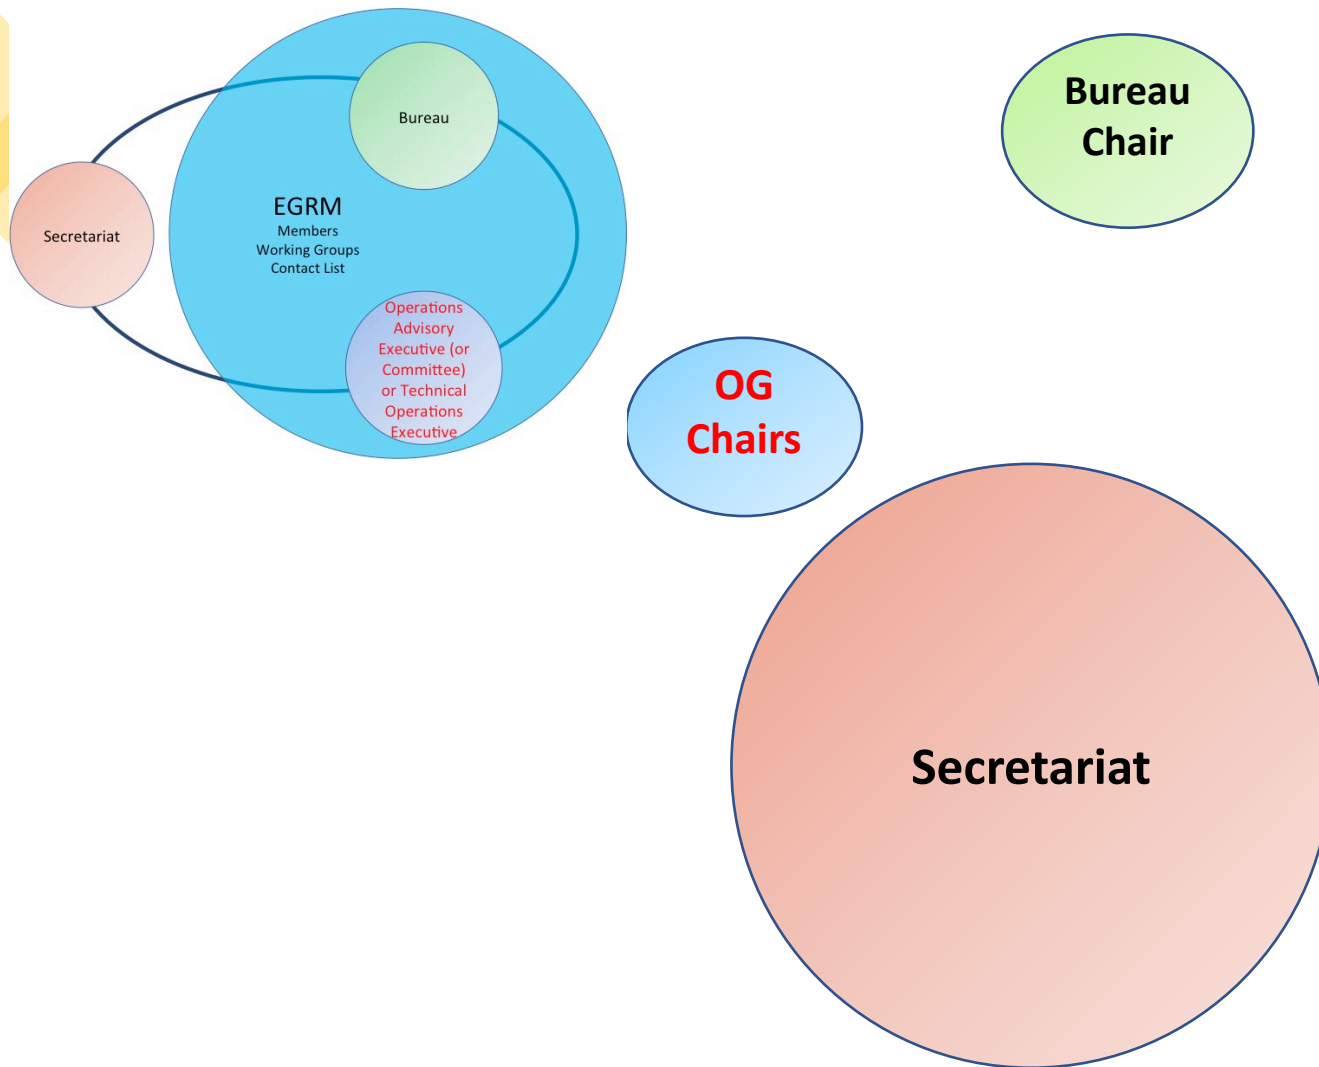 Bureau
Secretariat
EGRM
Members
Working Groups
Contact List
Operations
Advisory
Executive (or
Committee)
or Technical
Operations
Executive
Bureau
Chair
OG
Chairs
Secretariat